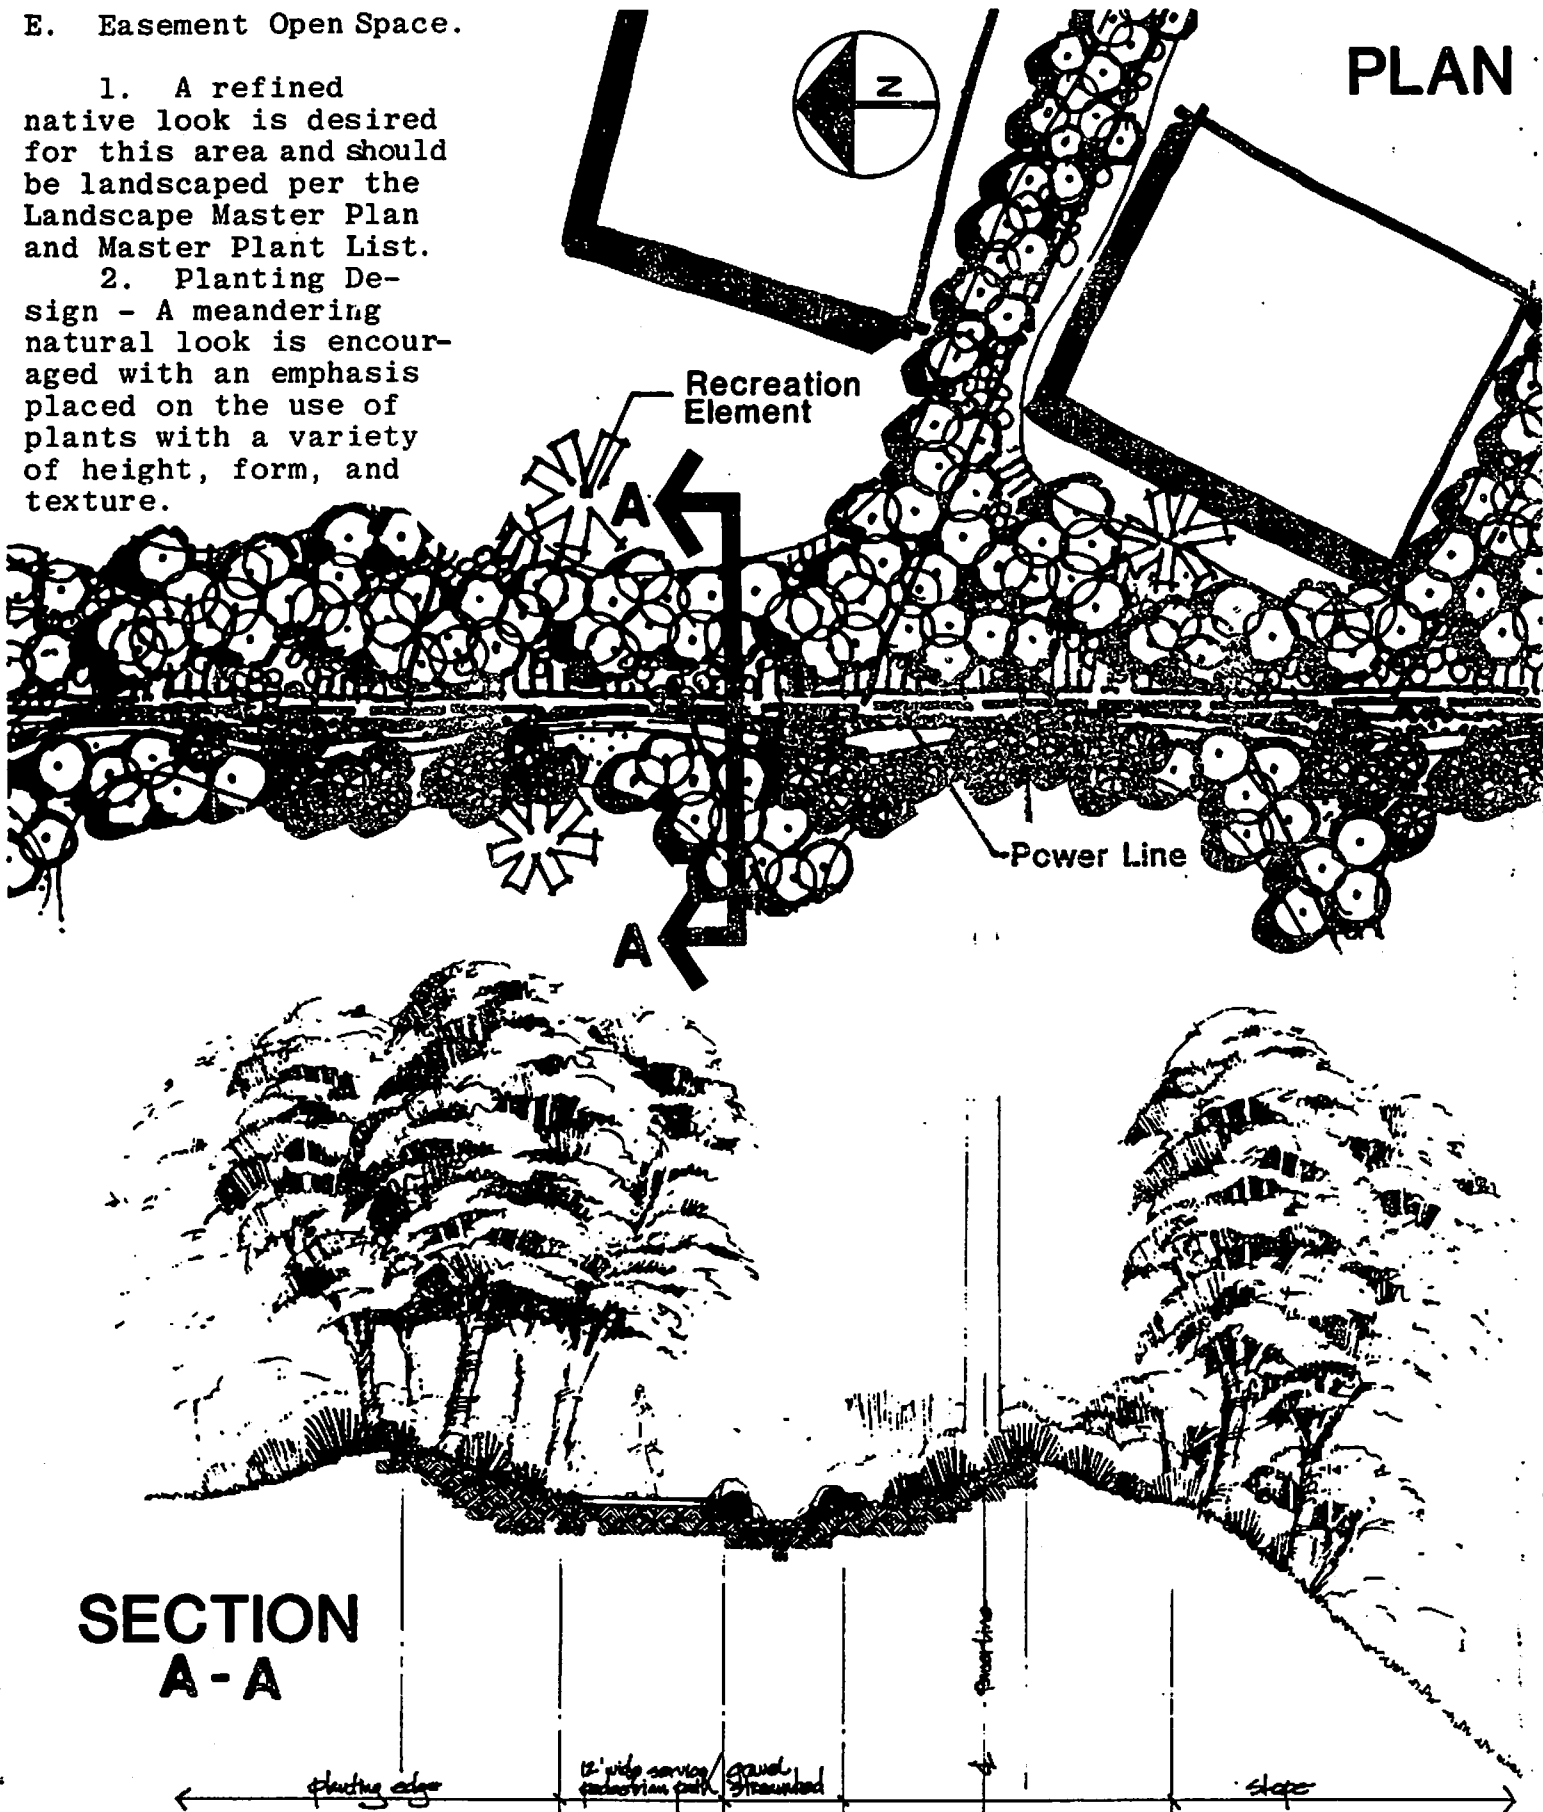 E. Easement Open Space.
1. A refined
native look is desired
for this area and should
be landscaped per the
Landscape Master Plan
and Master Plant List.
2. Planting De-
sign - A meandering
natural look is encour-
aged with an emphasis
placed on the use of
plants with a variety
of height, form, and
texture.
N
PLAN
Recreation
Element
A
Power Line
A
SECTION
A - A
powerline
planting edge
12' wide service/
pedestrian path
gravel
streambed
slope